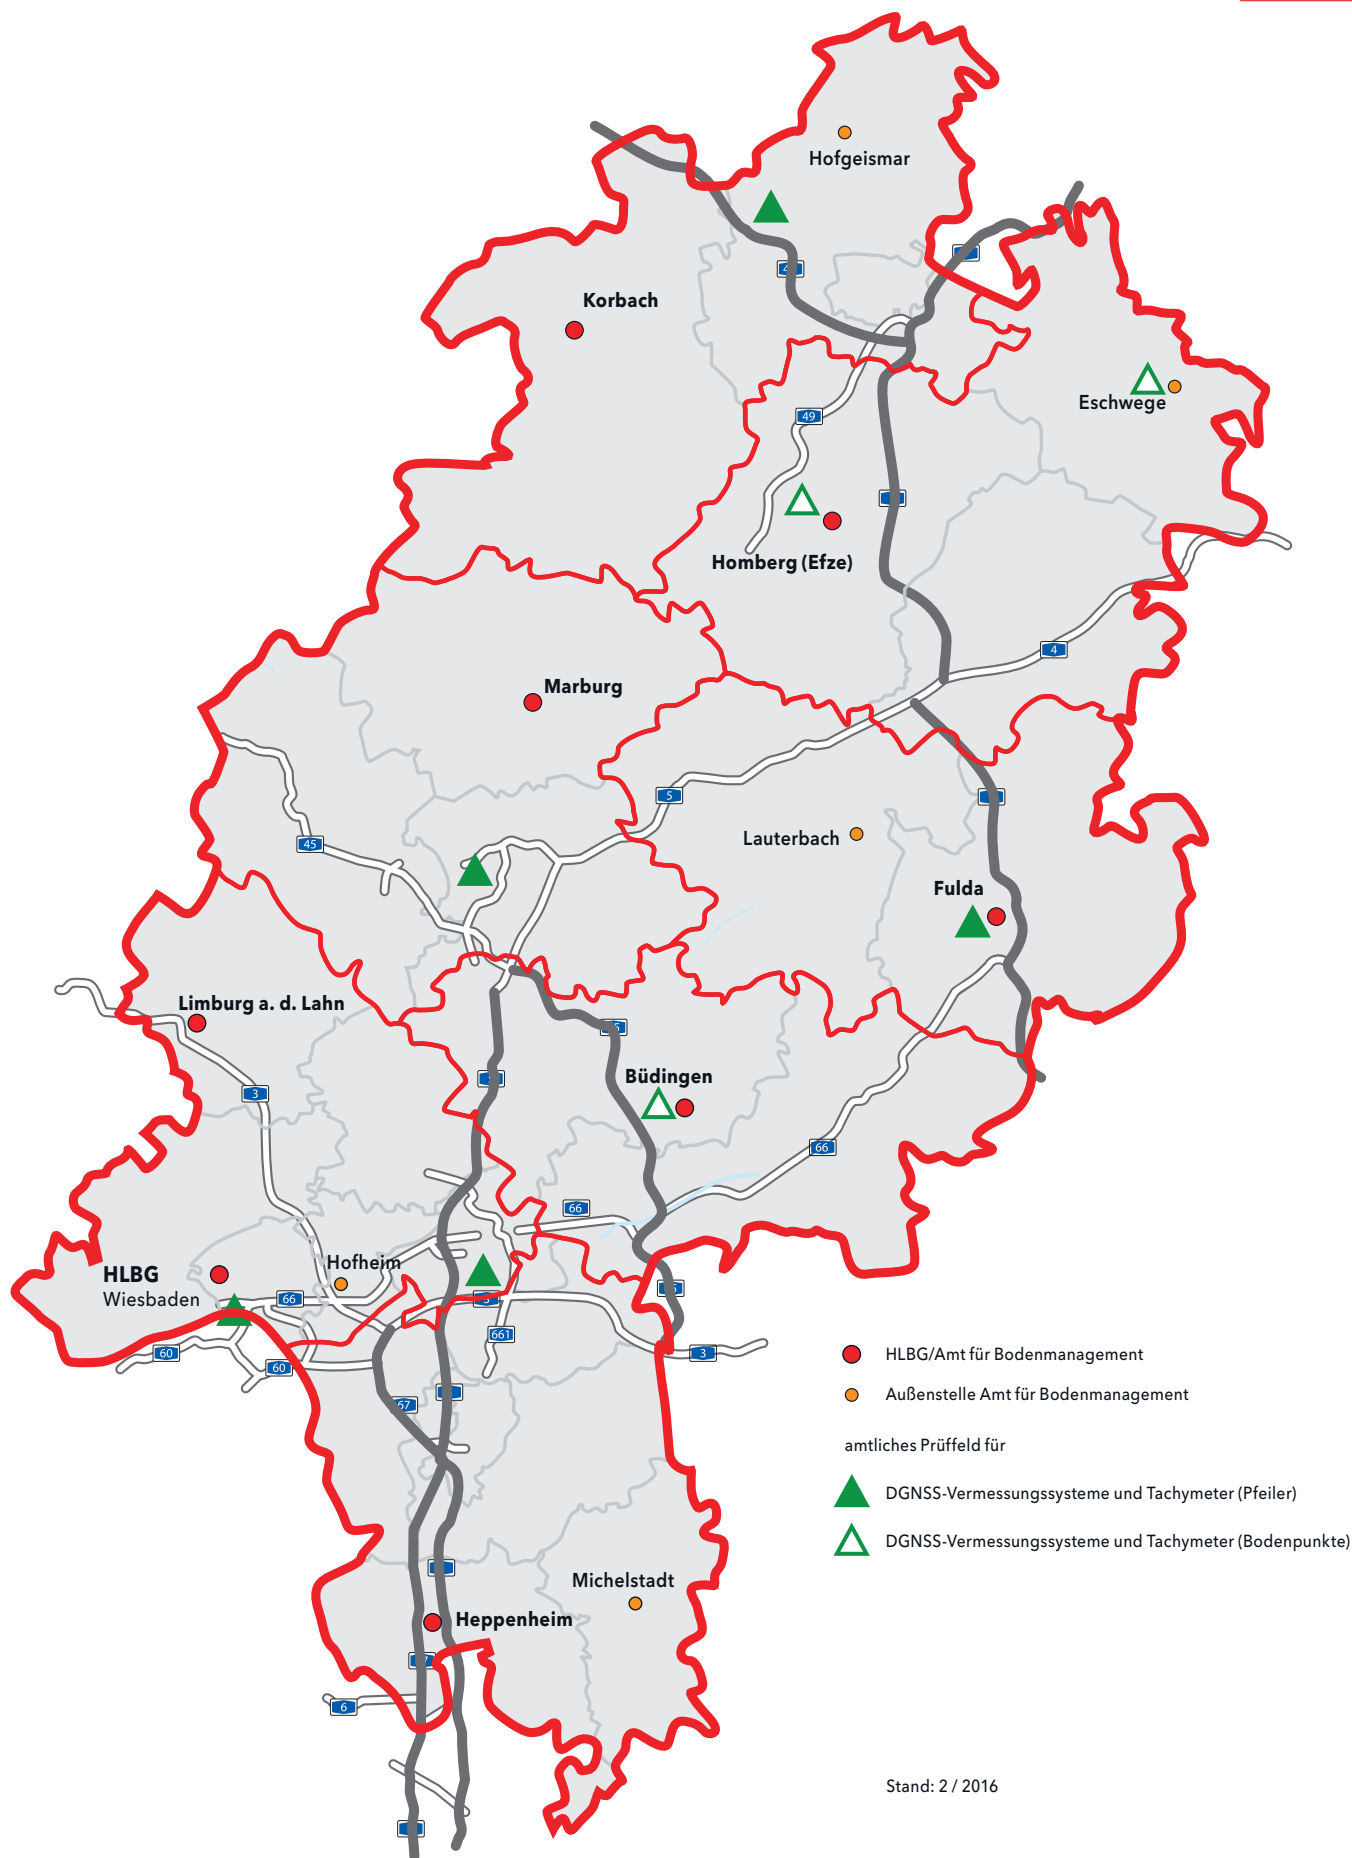 Hofgeismar
Korbach
49
Eschwege
Homberg (Efze)
4
Marburg
5
45
Lauterbach
Fulda
Limburg a. d. Lahn
3
Büdingen
66
66
Hofheim
HLBG
Wiesbaden
66
661
60
60
3
67
HLBG/Amt für Bodenmanagement
Außenstelle Amt für Bodenmanagement
amtliches Prüffeld für
DGNSS-Vermessungssysteme und Tachymeter (Pfeiler)
DGNSS-Vermessungssysteme und Tachymeter (Bodenpunkte)
Michelstadt
Heppenheim
6
Stand: 2 / 2016